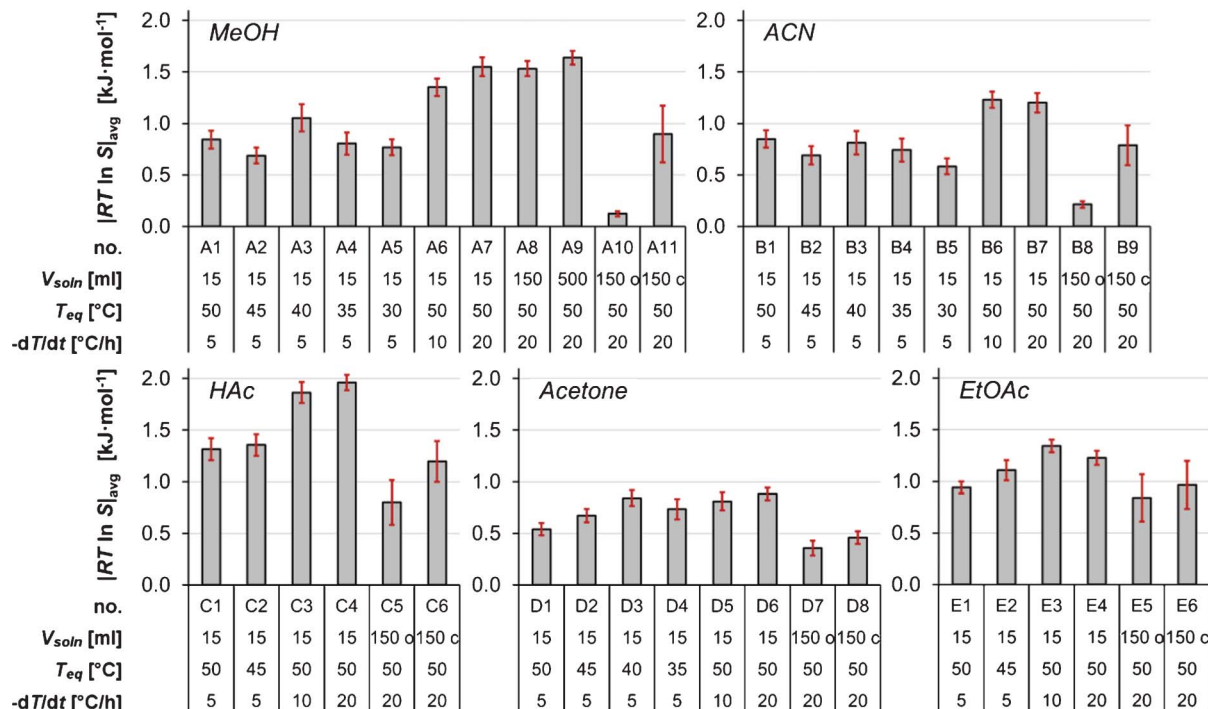 MeOH
|RT ln S|avg [kJ·mol-1]
2.0
1.5
1.0
0.5
0.0
no. A1 A2 A3 A4 A5 A6 A7 A8 A9 A10 A11
Vsoln [ml] 15 15 15 15 15 15 15 150 500 150 o 150 c
Teq [°C] 50 45 40 35 30 50 50 50 50 50 50
-dT/dt [°C/h] 5 5 5 5 5 10 20 20 20 20 20
ACN
2.0
1.5
1.0
0.5
0.0
B1 B2 B3 B4 B5 B6 B7 B8 B9
15 15 15 15 15 15 15 150 o 150 c
50 45 40 35 30 50 50 50 50
5 5 5 5 5 10 20 20 20
HAc
|RT ln S|avg [kJ·mol-1]
2.0
1.5
1.0
0.5
0.0
no. C1 C2 C3 C4 C5 C6
Vsoln [ml] 15 15 15 15 150 o 150 c
Teq [°C] 50 45 50 50 50 50
-dT/dt [°C/h] 5 5 10 20 20 20
Acetone
2.0
1.5
1.0
0.5
0.0
D1 D2 D3 D4 D5 D6 D7 D8
15 15 15 15 15 15 150 o 150 c
50 45 40 35 50 50 50 50
5 5 5 5 10 20 20 20
EtOAc
2.0
1.5
1.0
0.5
0.0
E1 E2 E3 E4 E5 E6
15 15 15 15 150 o 150 c
50 45 50 50 50 50
5 5 10 20 20 20